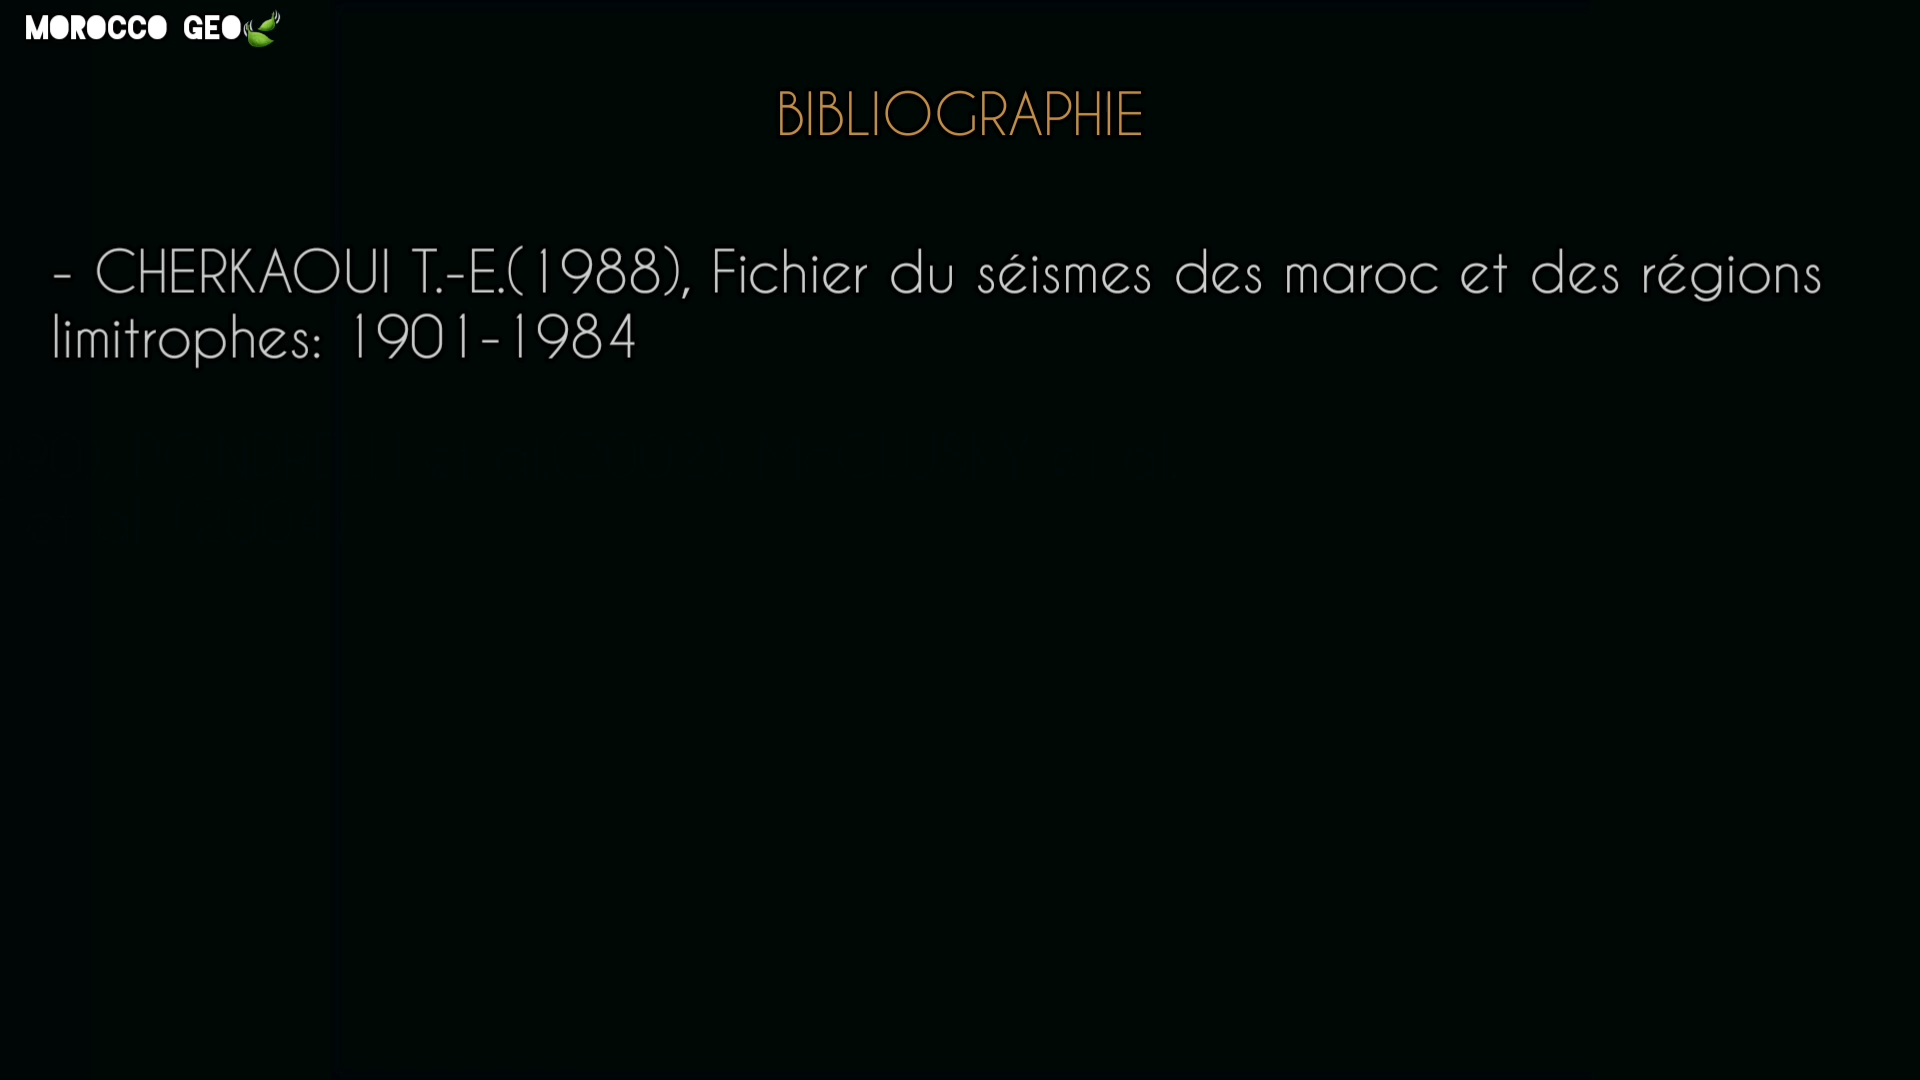 MOROCCO GEO
BIBLIOGRAPHIE
- CHERKAOUI T.-E.(1988), Fichier du séismes des maroc et des régions
limitrophes: 1901-1984